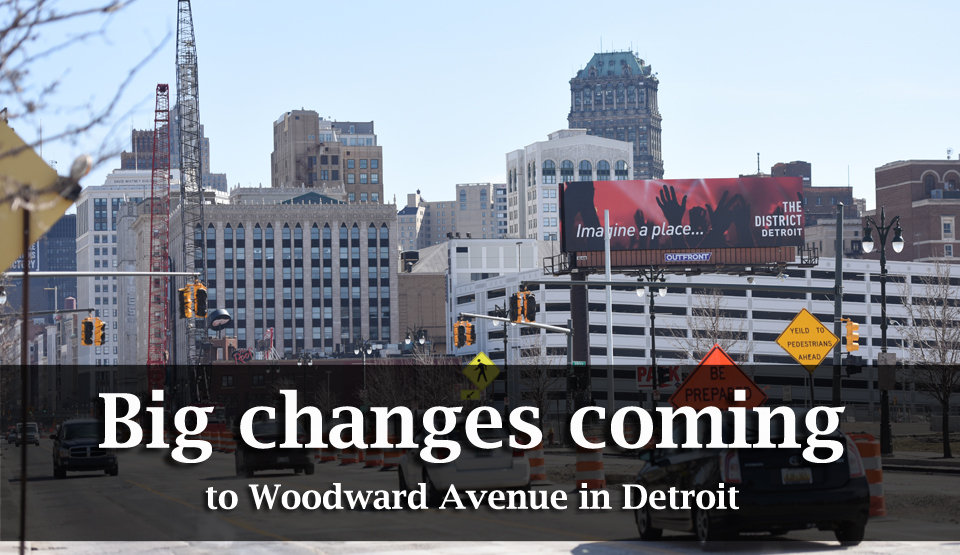 Imagine a place...
THE
DISTRICT
DETROIT
OUTFRONT
YEILD TO
PEDESTRIANS
AHEAD
PARK
BE
PREPARED
Big changes coming
to Woodward Avenue in Detroit